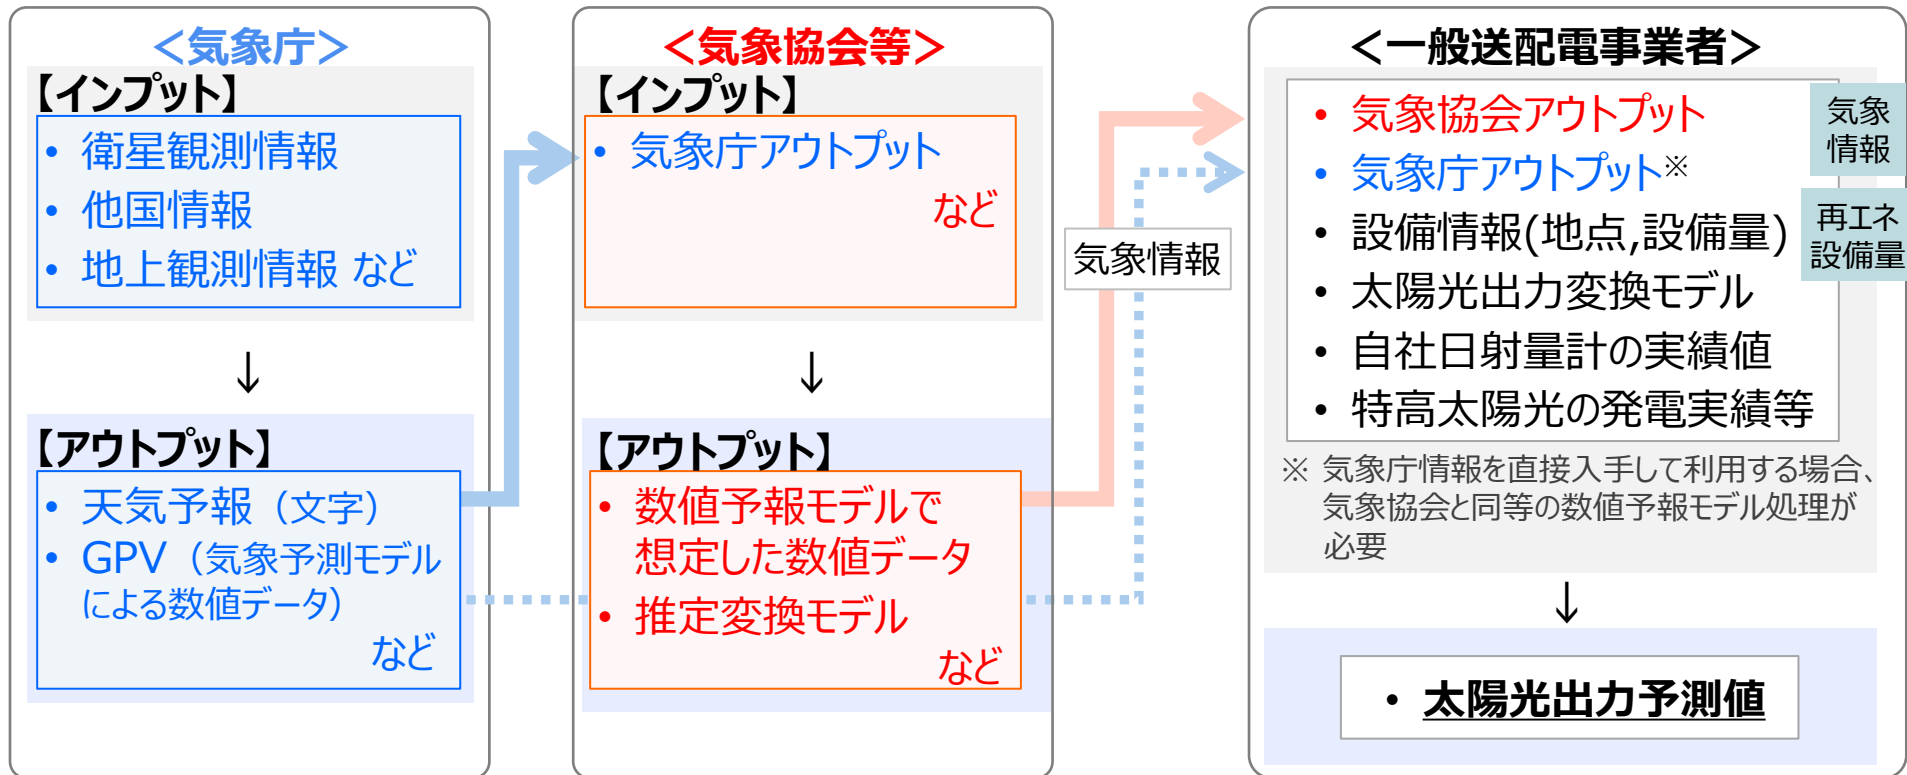 ＜気象庁＞
【インプット】
• 衛星観測情報
• 他国情報
• 地上観測情報 など
↓
【アウトプット】
• 天気予報（文字）
• GPV（気象予測モデル
による数値データ）
など
＜気象協会等＞
【インプット】
• 気象庁アウトプット
など
↓
【アウトプット】
• 数値予報モデルで
想定した数値データ
• 推定変換モデル
など
気象情報
＜一般送配電事業者＞
• 気象協会アウトプット
• 気象庁アウトプット※
• 設備情報(地点,設備量)
• 太陽光出力変換モデル
• 自社日射量計の実績値
• 特高太陽光の発電実績等
気象
情報
再エネ
設備量
※ 気象庁情報を直接入手して利用する場合、
気象協会と同等の数値予報モデル処理が
必要
↓
• 太陽光出力予測値